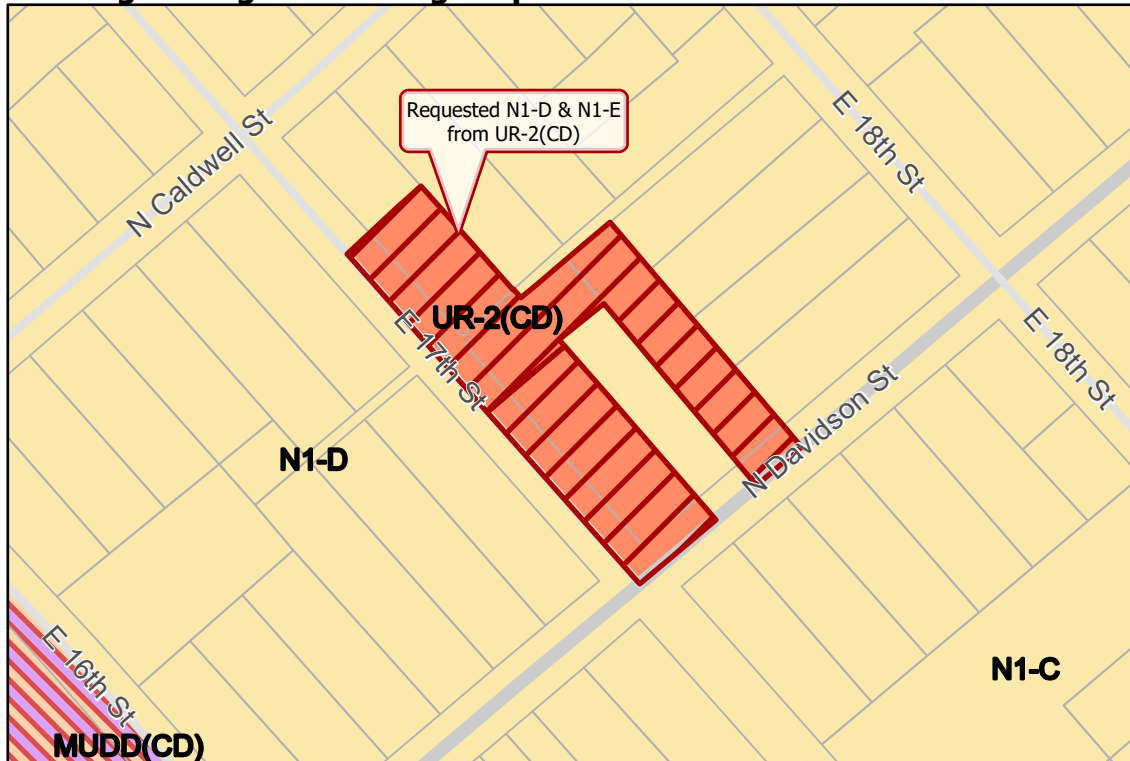 Requested N1-D & N1-E
from UR-2(CD)
N Caldwell St
E 18th St
UR-2(CD)
E 17th St
E 18th St
N Davidson St
N1-D
N1-C
E 16th St
MUDD(CD)